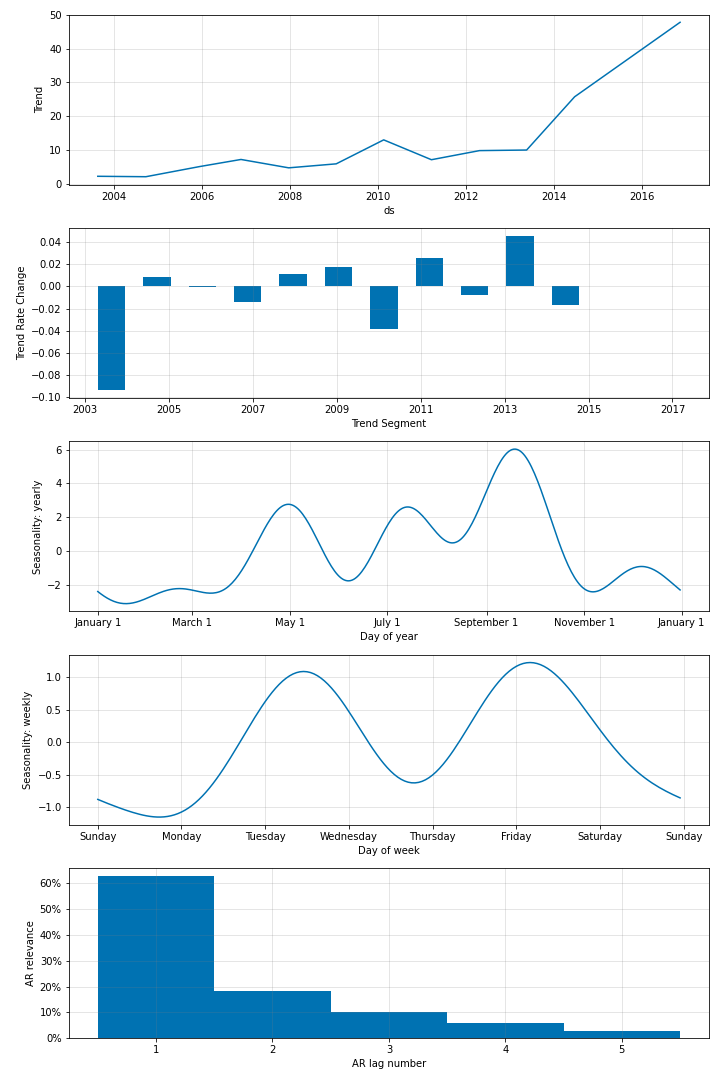 50
40
30
20
10
0
Trend
2004 2006 2008 2010 2012 2014 2016
ds
0.04
0.02
0.00
−0.02
−0.04
−0.06
−0.08
−0.10
Trend Rate Change
2003 2005 2007 2009 2011 2013 2015 2017
Trend Segment
6
4
2
0
−2
Seasonality: yearly
January 1 March 1 May 1 July 1 September 1 November 1 January 1
Day of year
1.0
0.5
0.0
−0.5
−1.0
Seasonality: weekly
Sunday Monday Tuesday Wednesday Thursday Friday Saturday Sunday
Day of week
60%
50%
40%
30%
20%
10%
0%
AR relevance
1 2 3 4 5
AR lag number